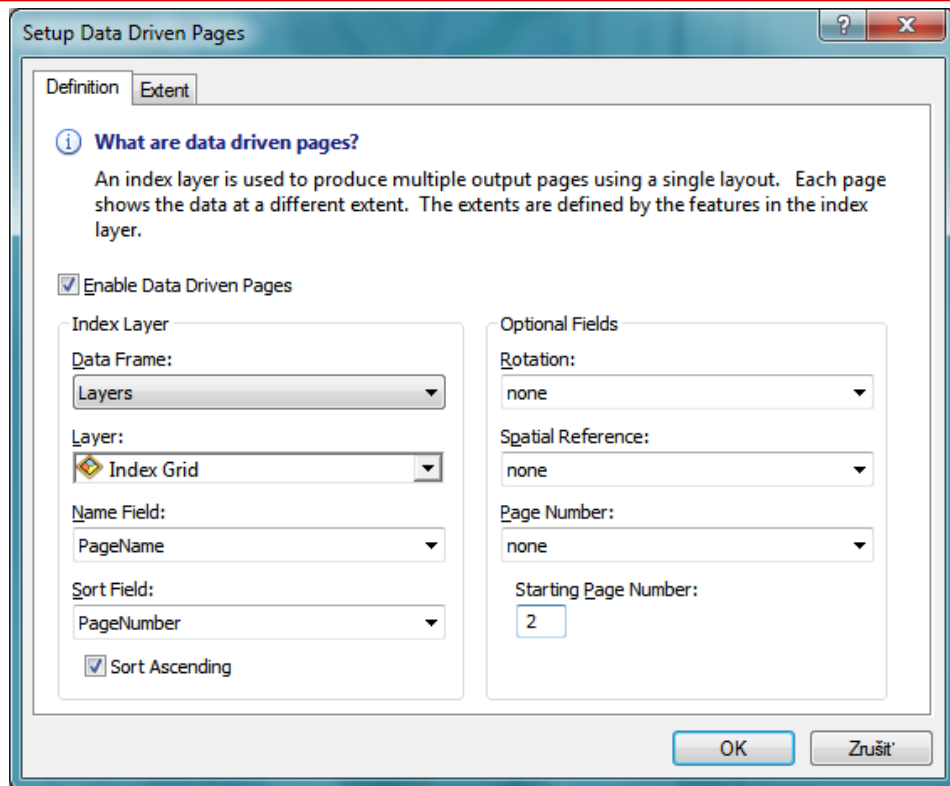 Setup Data Driven Pages
?
X
Definition
Extent
i
What are data driven pages?
An index layer is used to produce multiple output pages using a single layout. Each page
shows the data at a different extent. The extents are defined by the features in the index
layer.
Enable Data Driven Pages
Index Layer
Data Frame:
Layers
Layer:
Index Grid
Name Field:
PageName
Sort Field:
PageNumber
Sort Ascending
Optional Fields
Rotation:
none
Spatial Reference:
none
Page Number:
none
Starting Page Number:
2
OK
Zrušiť